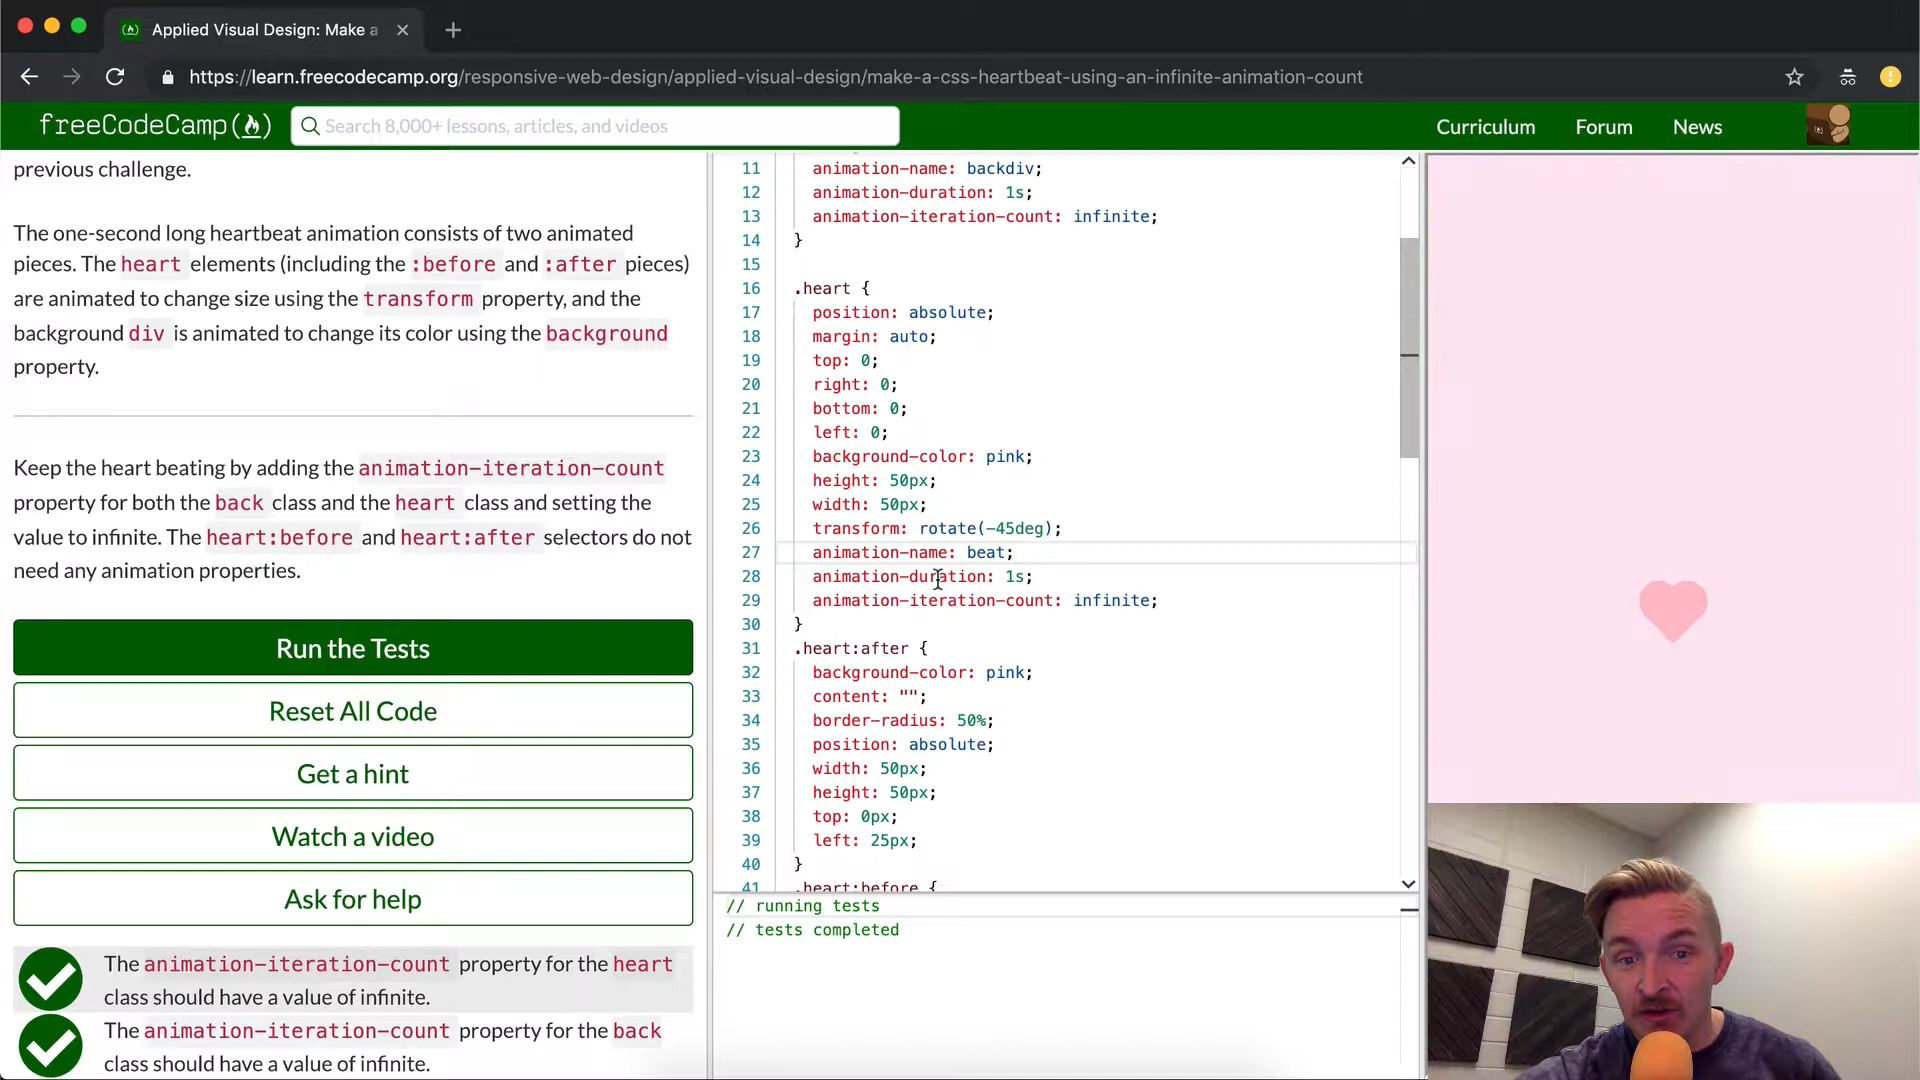 Applied Visual Design: Make a
https://learn.freecodecamp.org/responsive-web-design/applied-visual-design/make-a-css-heartbeat-using-an-infinite-animation-count
freeCodeCamp
Search 8,000+ lessons, articles, and videos
Curriculum
Forum
News
previous challenge.
The one-second long heartbeat animation consists of two animated
pieces. The heart elements (including the :before and :after pieces)
are animated to change size using the transform property, and the
background div is animated to change its color using the background
property.
Keep the heart beating by adding the animation-iteration-count
property for both the back class and the heart class and setting the
value to infinite. The heart:before and heart:after selectors do not
need any animation properties.
Run the Tests
Reset All Code
Get a hint
Watch a video
Ask for help
The animation-iteration-count property for the heart
class should have a value of infinite.
The animation-iteration-count property for the back
class should have a value of infinite.
11 animation-name: backdiv;
12 animation-duration: 1s;
13 animation-iteration-count: infinite;
14 }
15
16 .heart {
17 position: absolute;
18 margin: auto;
19 top: 0;
20 right: 0;
21 bottom: 0;
22 left: 0;
23 background-color: pink;
24 height: 50px;
25 width: 50px;
26 transform: rotate(-45deg);
27 animation-name: beat;
28 animation-duration: 1s;
29 animation-iteration-count: infinite;
30 }
31 .heart:after {
32 background-color: pink;
33 content: "";
34 border-radius: 50%;
35 position: absolute;
36 width: 50px;
37 height: 50px;
38 top: 0px;
39 left: 25px;
40 }
41 .heart:before {
// running tests
// tests completed